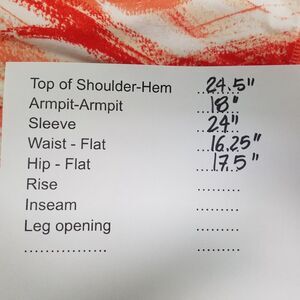 Top of Shoulder-Hem 24.5"
Armpit-Armpit 18"
Sleeve 24"
Waist - Flat 16.25"
Hip - Flat 17.5"
Rise ..........
Inseam ..........
Leg opening ..........
................ ..........